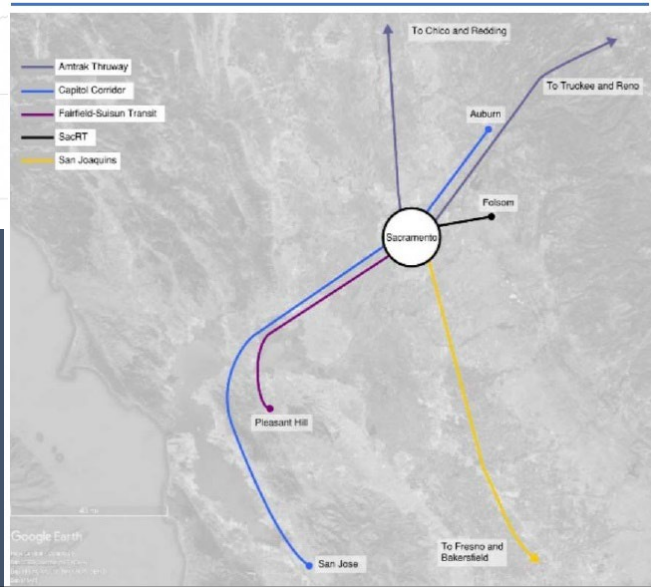 To Chico and Redding
Amtrak Thruway
To Truckee and Reno
Capitol Corridor
Fairfield-Suisun Transit
Auburn
SacRT
San Joaquins
Folsom
Sacramento
Pleasant Hill
Google Earth
To Fresno and
Bakersfield
San Jose